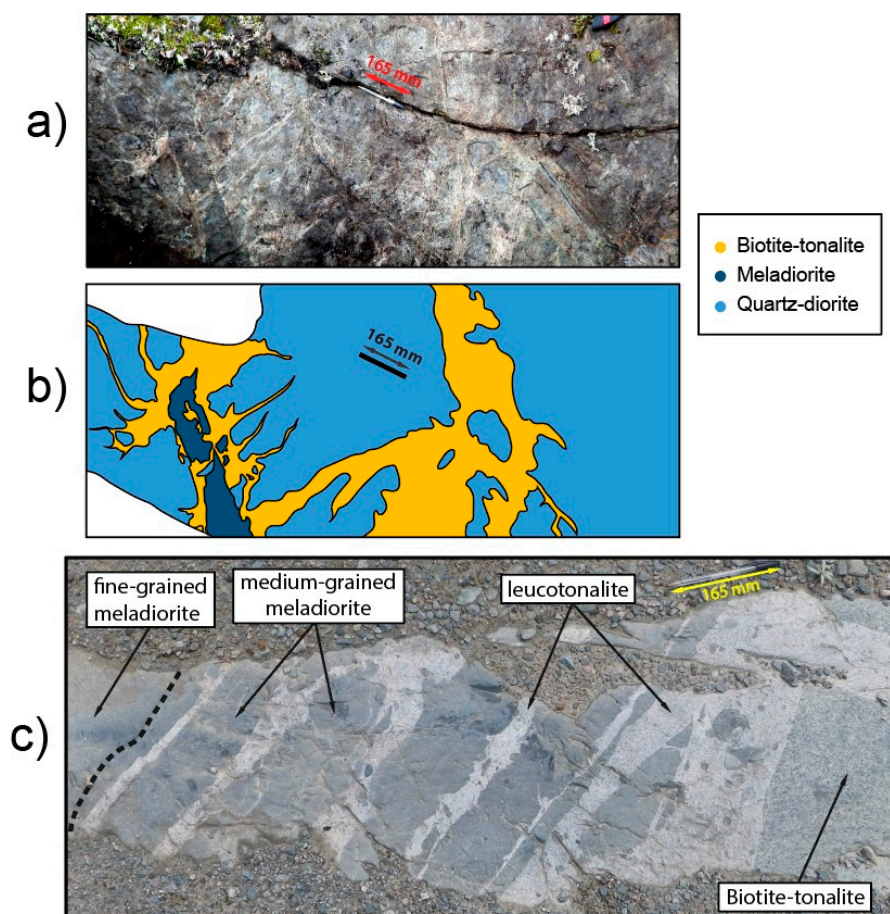 a)
165 mm
Biotite-tonalite
Meladiorite
Quartz-diorite
b)
165 mm
c)
fine-grained
meladiorite
medium-grained
meladiorite
leucotonalite
165 mm
Biotite-tonalite